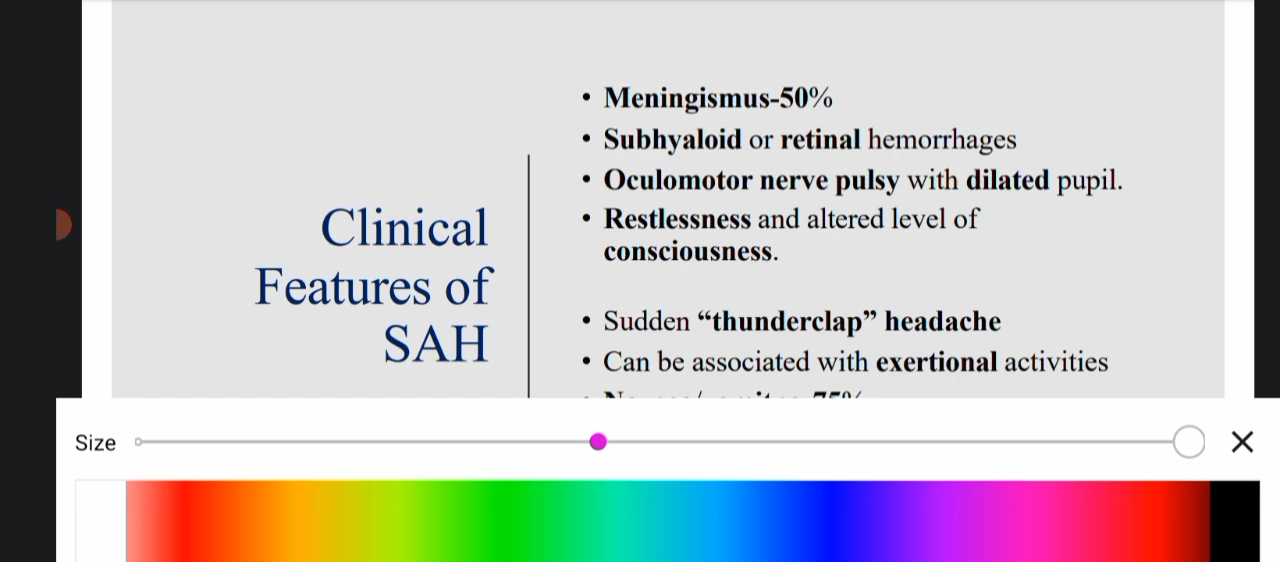 Clinical
Features of
SAH
• Meningismus-50%
• Subhyaloid or retinal hemorrhages
• Oculomotor nerve pulsy with dilated pupil.
• Restlessness and altered level of
consciousness.
• Sudden “thunderclap” headache
• Can be associated with exertional activities
Size